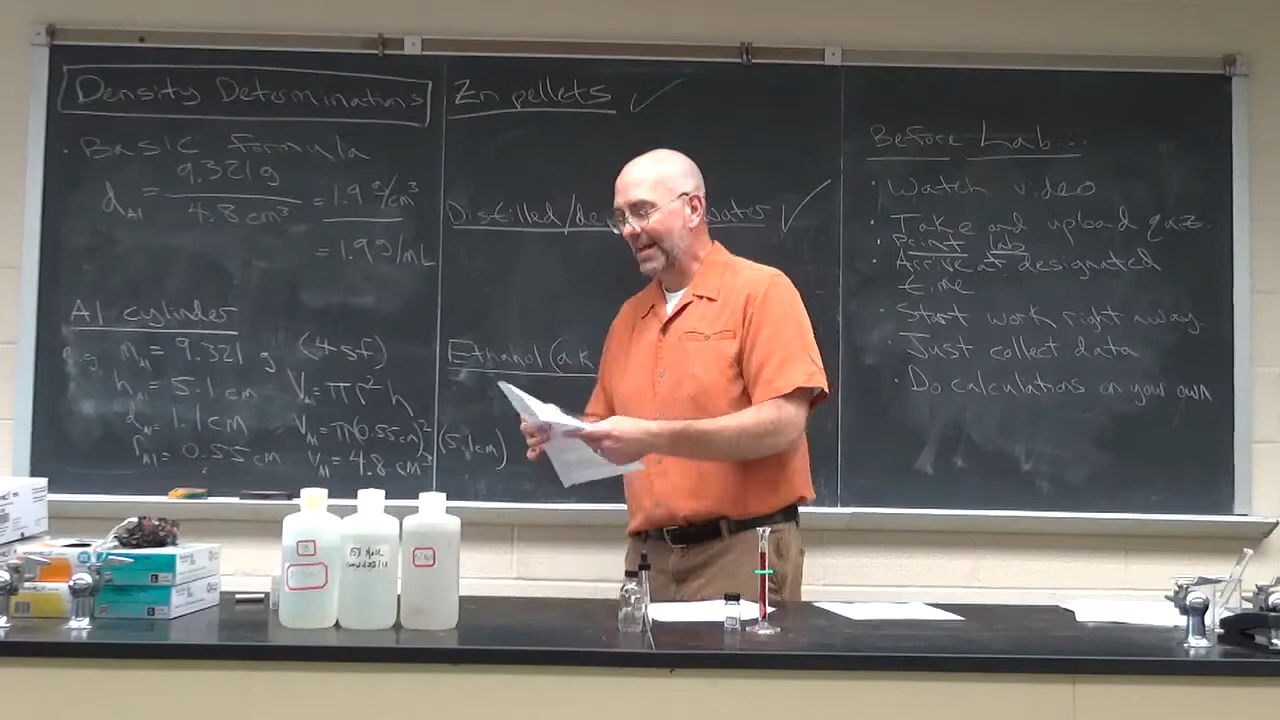 Density Determinations
• Basic Formula
d Al = 9.321 g / 4.8 cm³ = 1.9 g/cm³
= 1.9 g/mL
Al cylinder
e.g. m Al = 9.321 g (4 sf)
h Al = 5.1 cm V Al = πr²h
d Al = 1.1 cm V Al = π(0.55 cm)² (5.1 cm)
r Al = 0.55 cm V Al = 4.8 cm³
Zn pellets ✓
Distilled/de water ✓
Ethanol (a.k
Before Lab...
• Watch video
• Take and upload quiz.
• Print lab
• Arrive at designated
time
• Start work right away.
• Just collect data
• Do calculations on your own
15% NaCl